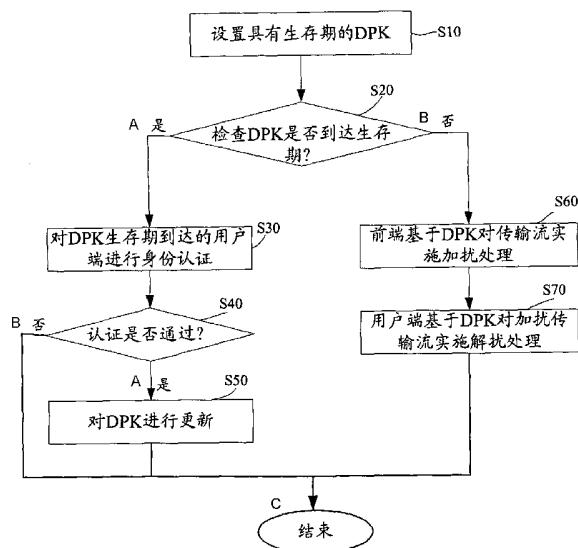 设置具有生存期的DPK
S10
S20
A 是
B 否
检查DPK是否到达生存
期?
S30
对DPK生存期到达的用户
端进行身份认证
S60
前端基于DPK对传输流实
施加扰处理
S40
B 否
认证是否通过?
S70
用户端基于DPK对加扰传
输流实施解扰处理
A 是
S50
对DPK进行更新
C
结束